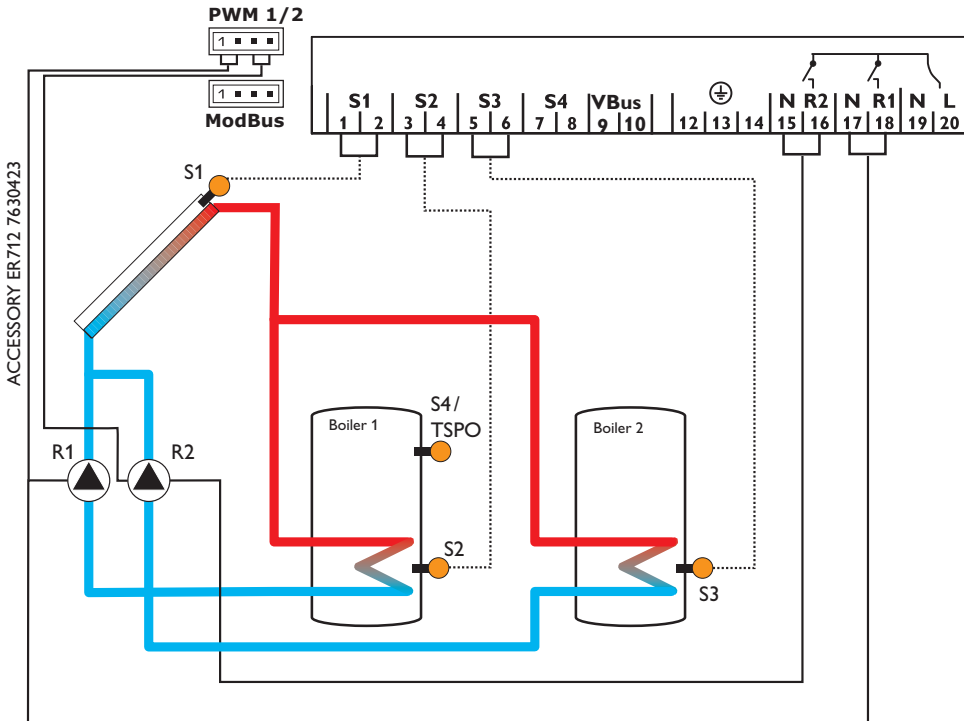 PWM 1/2
1
1
ModBus
S1 S2 S3 S4 VBus N R2 N R1 N L
1 2 3 4 5 6 7 8 9 10 12 13 14 15 16 17 18 19 20
ACCESSORY ER712 7630423
S1
Boiler 1
S4/
TSPO
Boiler 2
R1
R2
S2
S3